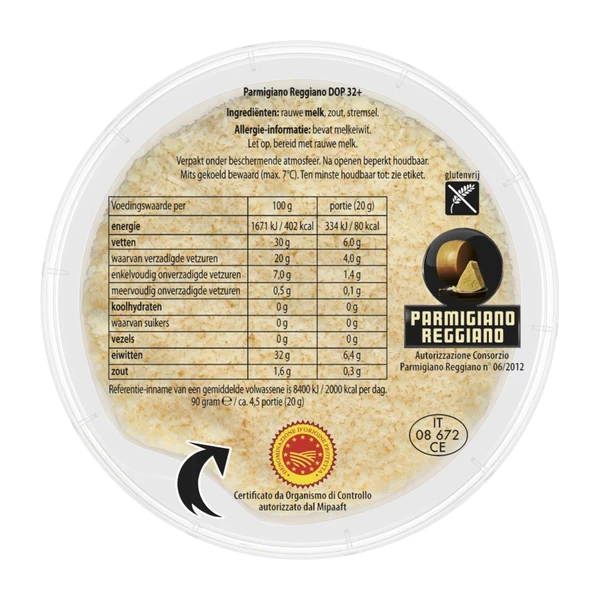 Parmigiano Reggiano DOP 32+
Ingrediënten: rauwe melk, zout, stremsel.
Allergie-informatie: bevat melkeiwit.
Let op, bereid met rauwe melk.
Verpakt onder beschermende atmosfeer. Na openen beperkt houdbaar.
Mits gekoeld bewaard (max. 7°C). Ten minste houdbaar tot: zie etiket.
glutenvrij
Voedingswaarde per 100 g portie (20 g)
energie 1671 kJ / 402 kcal 334 kJ / 80 kcal
vetten 30 g 6,0 g
waarvan verzadigde vetzuren 20 g 4,0 g
enkelvoudig onverzadigde vetzuren 7,0 g 1,4 g
meervoudig onverzadigde vetzuren 0,5 g 0,1 g
koolhydraten 0 g 0 g
waarvan suikers 0 g 0 g
vezels 0 g 0 g
eiwitten 32 g 6,4 g
zout 1,6 g 0,3 g
PARMIGIANO
REGGIANO
Autorizzazione Consorzio
Parmigiano Reggiano n° 06/2012
Referentie-inname van een gemiddelde volwassene is 8400 kJ / 2000 kcal per dag.
90 gram ℮ / ca. 4,5 portie (20 g)
IT
08 672
CE
DENOMINAZIONE D'ORIGINE PROTETTA
Certificato da Organismo di Controllo
autorizzato dal Mipaaft